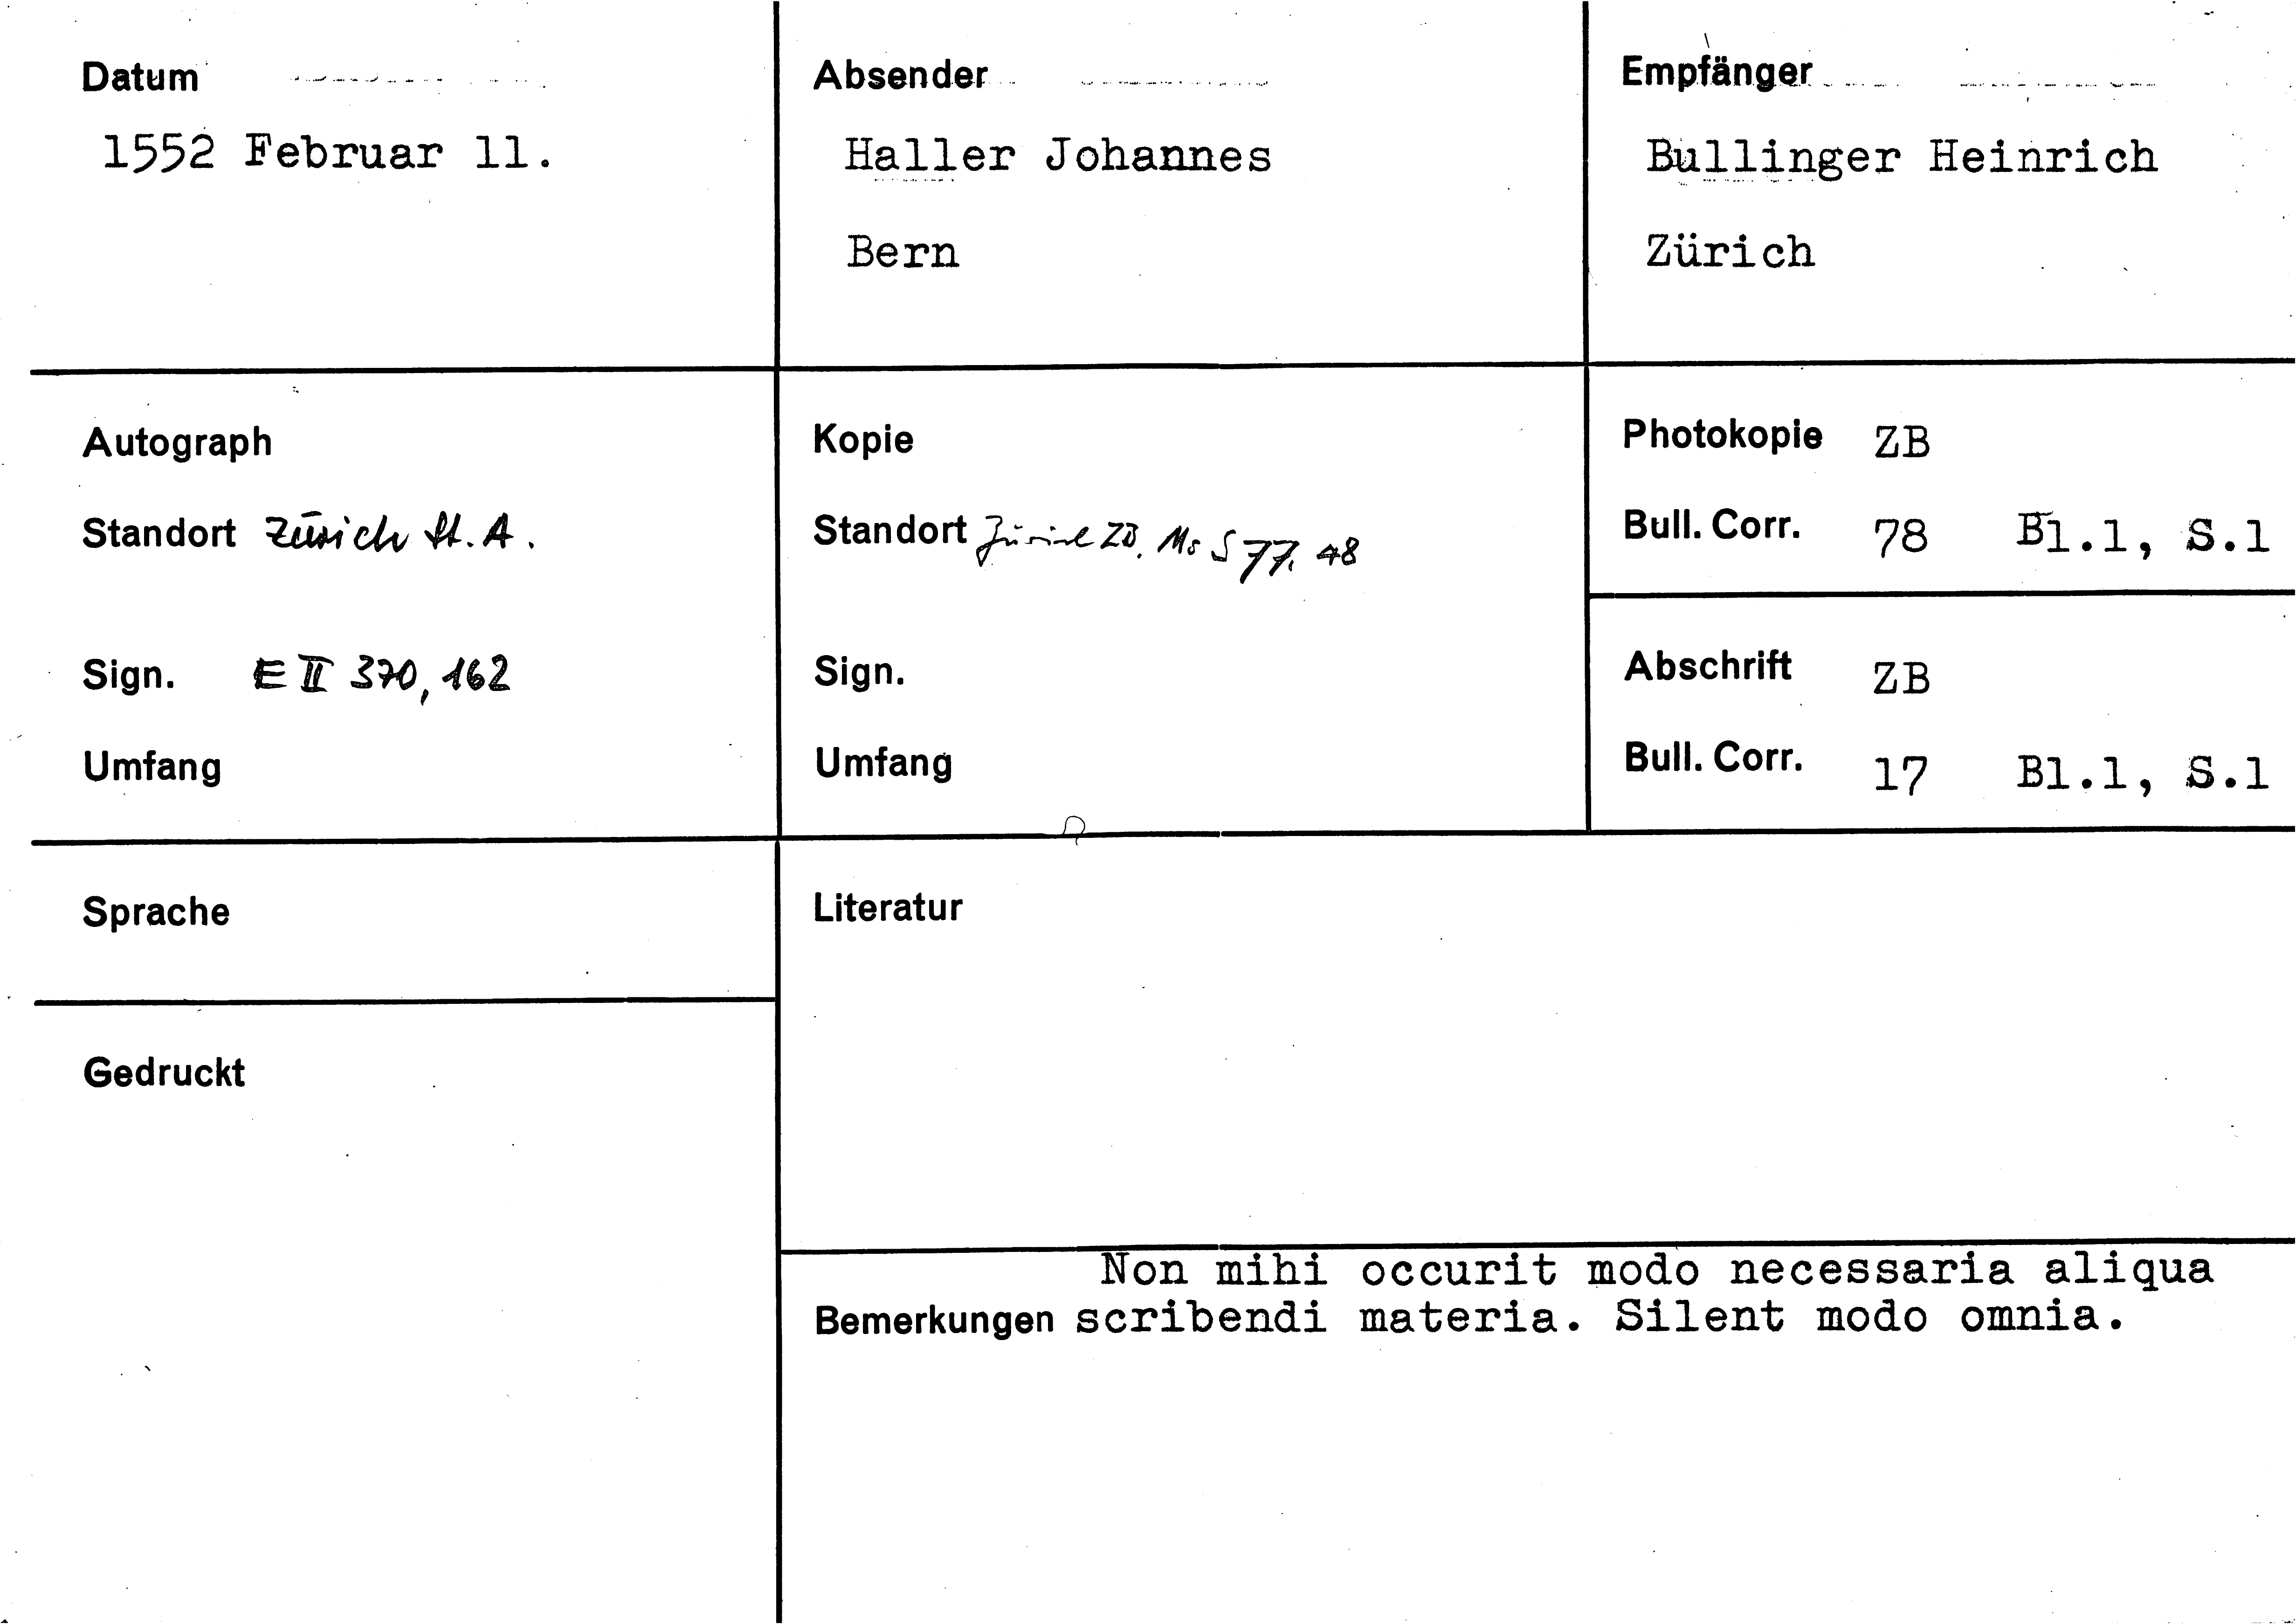 Datum
1552 Februar 11.
Absender
Haller Johannes
Bern
Empfänger
Bullinger Heinrich
Zürich
Autograph
Standort Zürich St. A.
Sign. E II 370, 162
Umfang
Kopie
Standort Zürich ZB. Ms S 77, 48
Sign.
Umfang
Photokopie ZB
Bull. Corr. 78 Bl.1, S.1
Abschrift ZB
Bull. Corr. 17 Bl.1, S.1
Sprache
Gedruckt
Literatur
Non mihi occurit modo necessaria aliqua
Bemerkungen scribendi materia. Silent modo omnia.